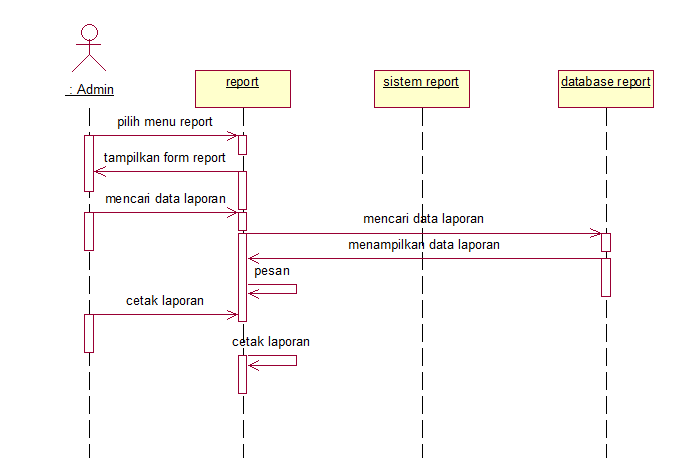 : Admin
report
sistem report
database report
pilih menu report
tampilkan form report
mencari data laporan
mencari data laporan
menampilkan data laporan
pesan
cetak laporan
cetak laporan